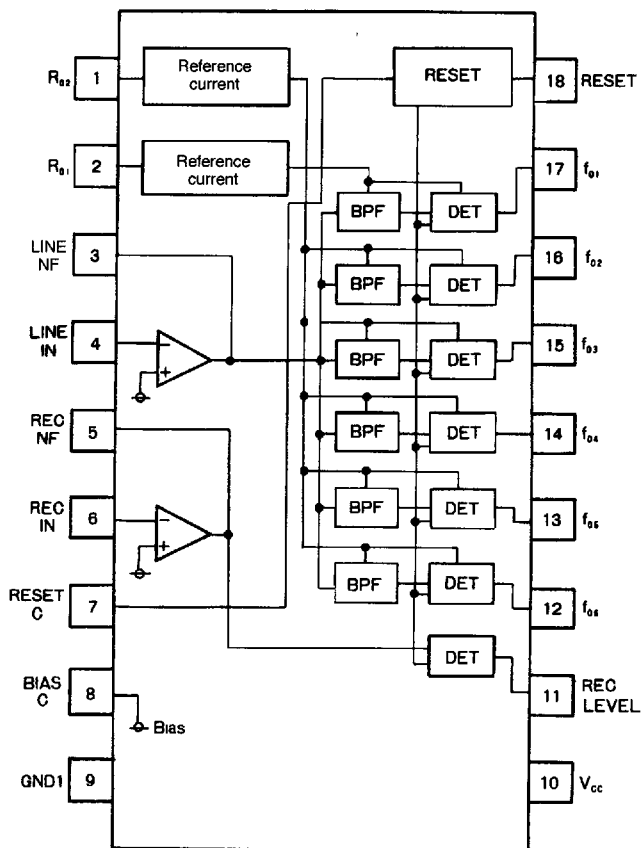 R₀₂ 1 Reference current RESET 18 RESET
R₀₁ 2 Reference current 17 f₀₁
BPF DET
LINE NF 3 16 f₀₂
BPF DET
LINE IN 4 − + 15 f₀₃
BPF DET
REC NF 5 14 f₀₄
BPF DET
REC IN 6 − + 13 f₀₅
BPF DET
RESET C 7 12 f₀₆
BPF DET
DET
BIAS C 8 Bias 11 REC LEVEL
GND1 9 10 V_CC